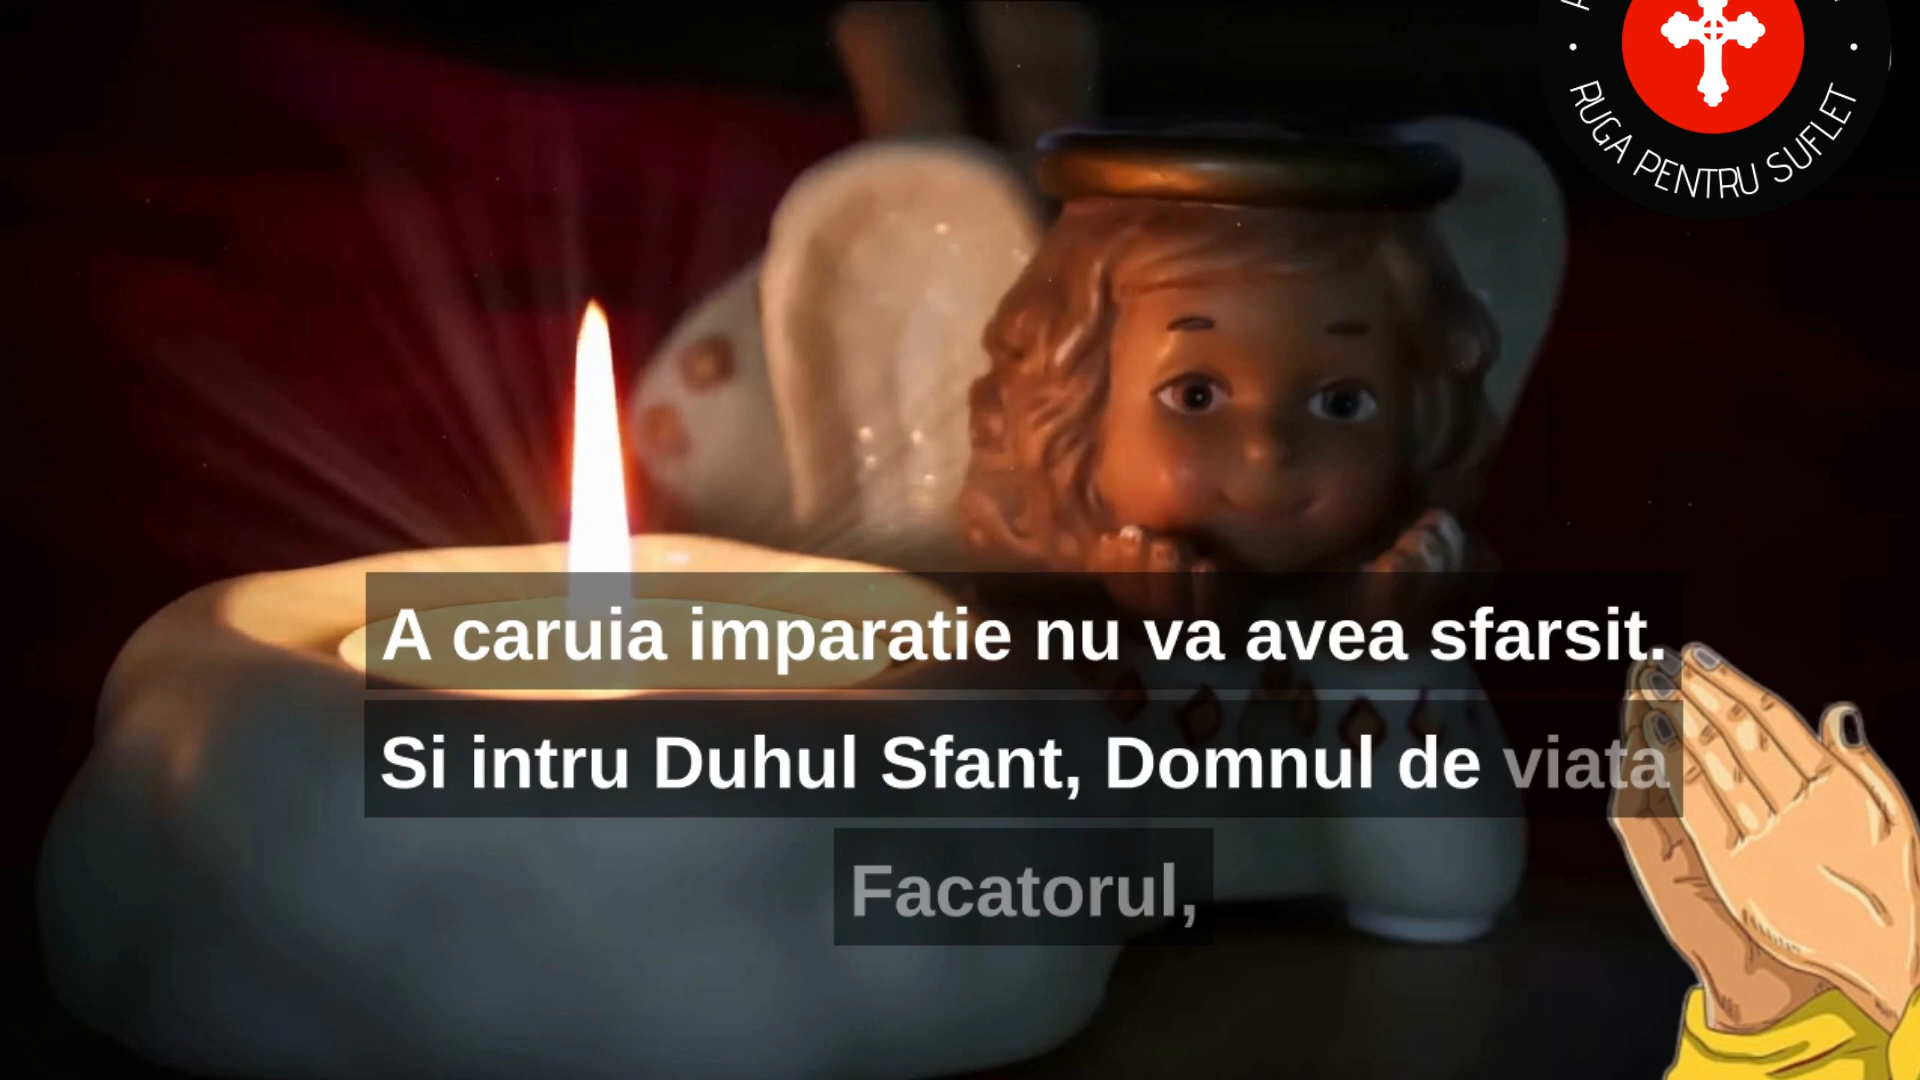 RUGA PENTRU SUFLET
A caruia imparatie nu va avea sfarsit.
Si intru Duhul Sfant, Domnul de viata
Facatorul,